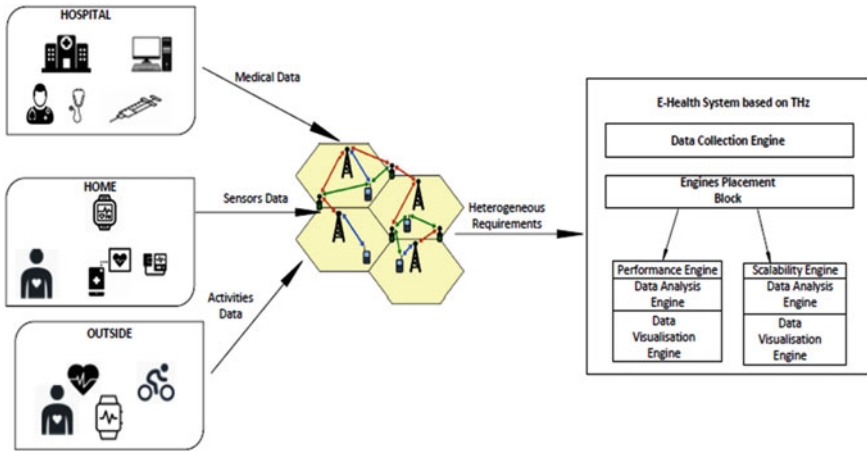 HOSPITAL
Medical Data
HOME
Sensors Data
Activities
Data
OUTSIDE
Heterogeneous
Requirements
E-Health System based on THz
Data Collection Engine
Engines Placement
Block
Performance Engine
Data Analysis
Engine
Data
Visualisation
Engine
Scalability Engine
Data Analysis
Engine
Data
Visualisation
Engine